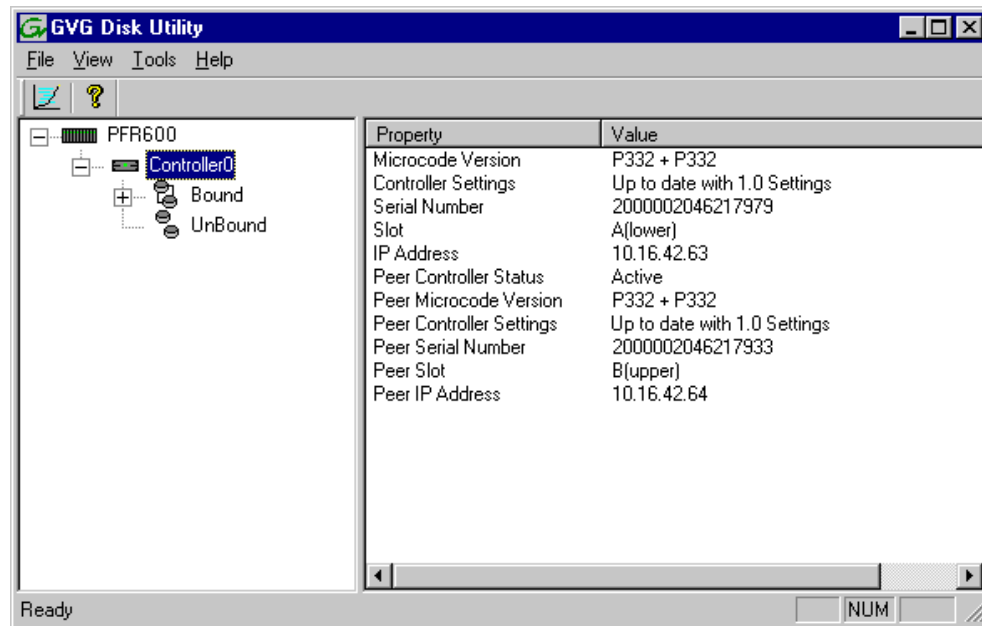 GVG Disk Utility
File View Tools Help
PFR600
Controller0
Bound
UnBound
Property Value
Microcode Version P332 + P332
Controller Settings Up to date with 1.0 Settings
Serial Number 2000002046217979
Slot A(lower)
IP Address 10.16.42.63
Peer Controller Status Active
Peer Microcode Version P332 + P332
Peer Controller Settings Up to date with 1.0 Settings
Peer Serial Number 2000002046217933
Peer Slot B(upper)
Peer IP Address 10.16.42.64
Ready NUM